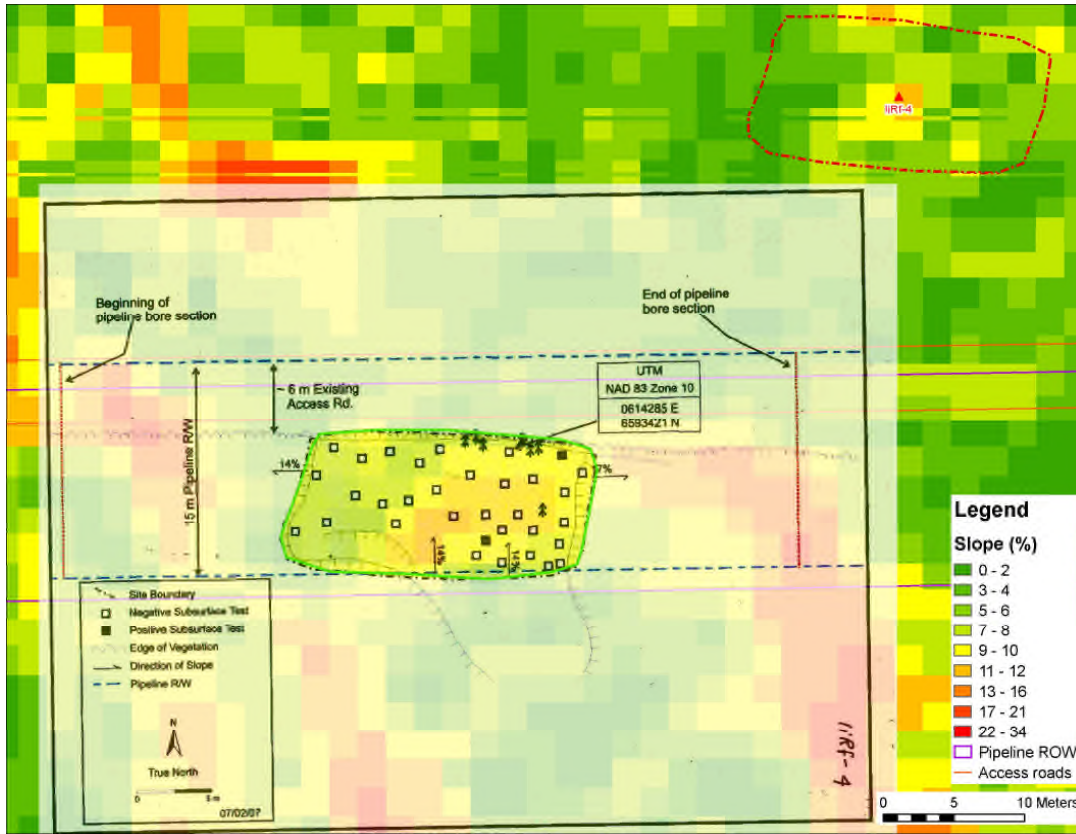 IiRf-4
Beginning of
pipeline bore section
End of pipeline
bore section
~ 6 m Existing
Access Rd.
UTM
NAD 83 Zone 10
0614285 E
6593421 N
15 m Pipeline R/W
14%
7%
14%
14%
Site Boundary
Negative Subsurface Test
Positive Subsurface Test
Edge of Vegetation
Direction of Slope
Pipeline R/W
N
True North
0 5 m
07/02/07
IiRF-4
Legend
Slope (%)
0 - 2
3 - 4
5 - 6
7 - 8
9 - 10
11 - 12
13 - 16
17 - 21
22 - 34
Pipeline ROW
Access roads
0 5 10 Meters